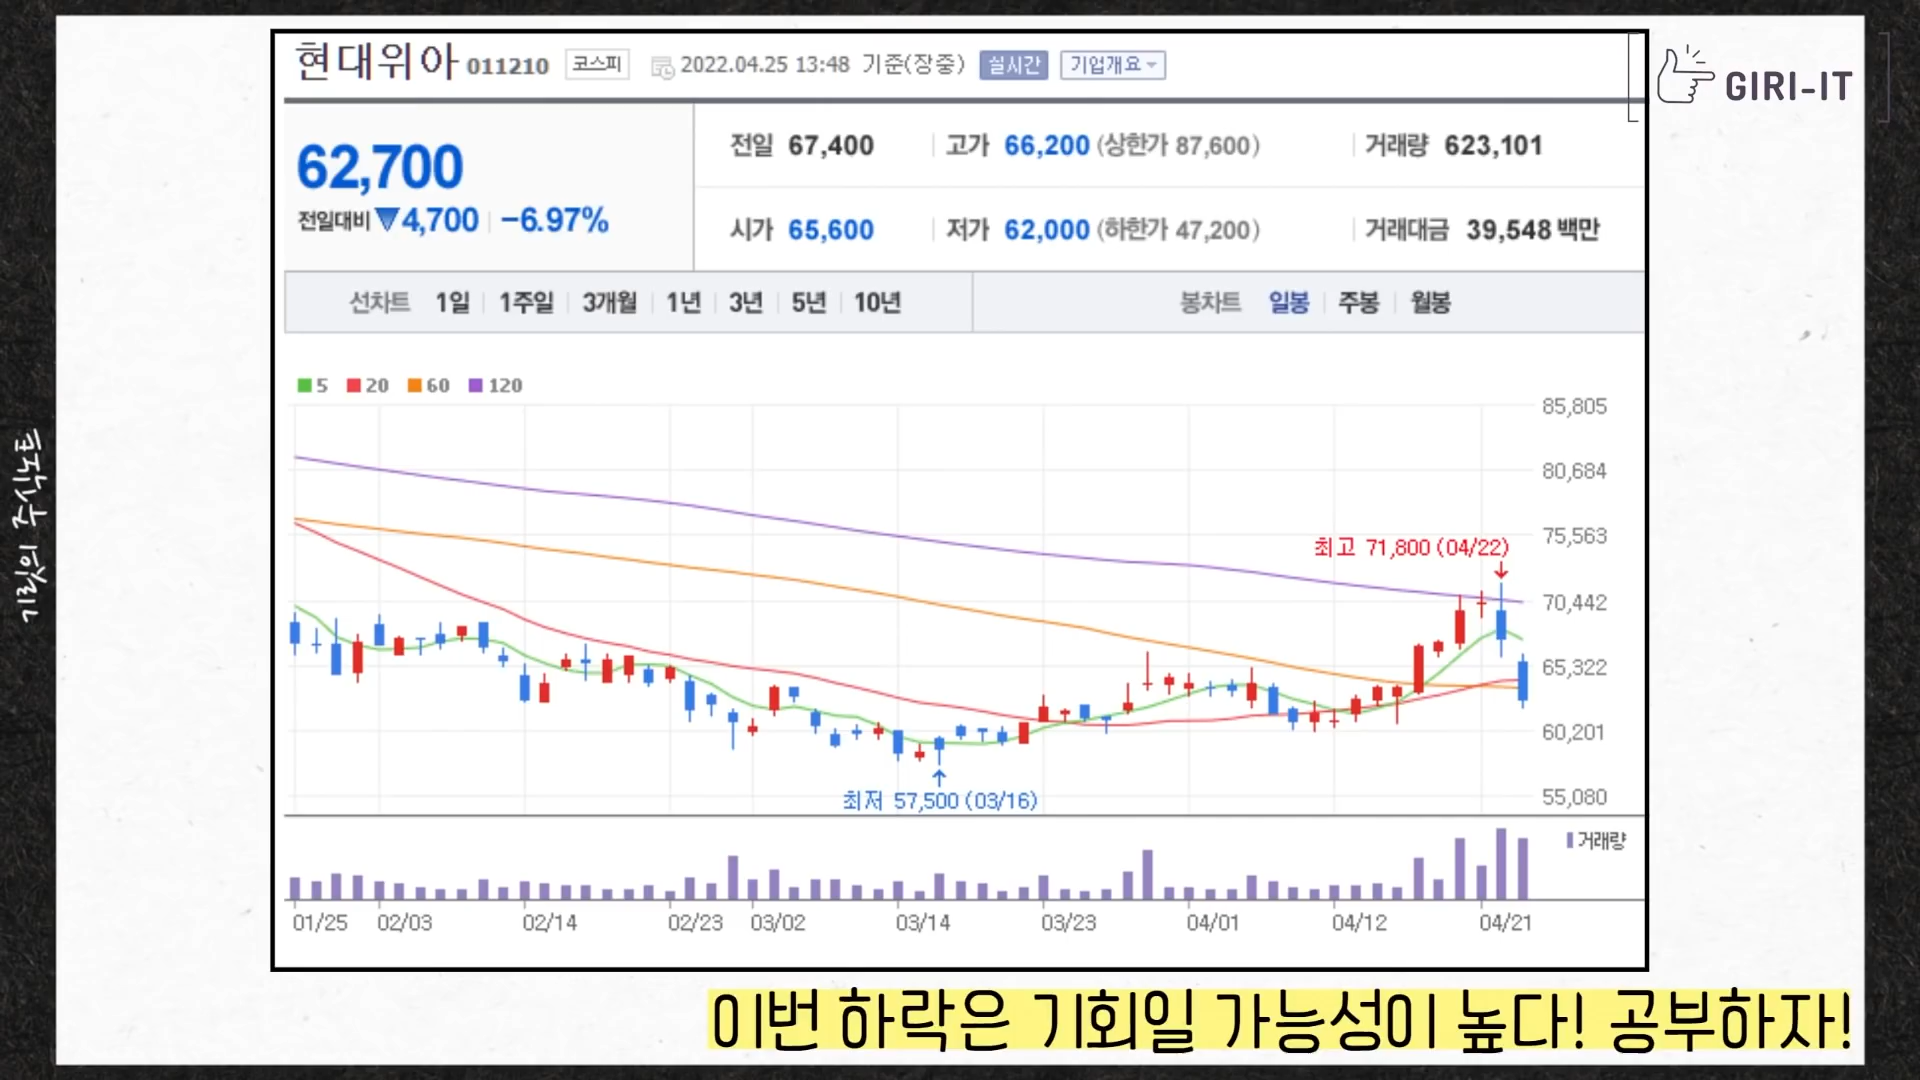 현대위아 011210 코스피 2022.04.25 13:48 기준(장중) 실시간 기업개요
GIRI-IT
62,700
전일대비 ▼4,700 -6.97%
전일 67,400 고가 66,200 (상한가 87,600) 거래량 623,101
시가 65,600 저가 62,000 (하한가 47,200) 거래대금 39,548 백만
선차트 1일 1주일 3개월 1년 3년 5년 10년 봉차트 일봉 주봉 월봉
5 20 60 120
85,805
80,684
75,563
최고 71,800 (04/22)
70,442
65,322
60,201
최저 57,500 (03/16)
55,080
거래량
01/25 02/03 02/14 02/23 03/02 03/14 03/23 04/01 04/12 04/21
기릿의 주식노트
이번 하락은 기회일 가능성이 높다! 공부하자!